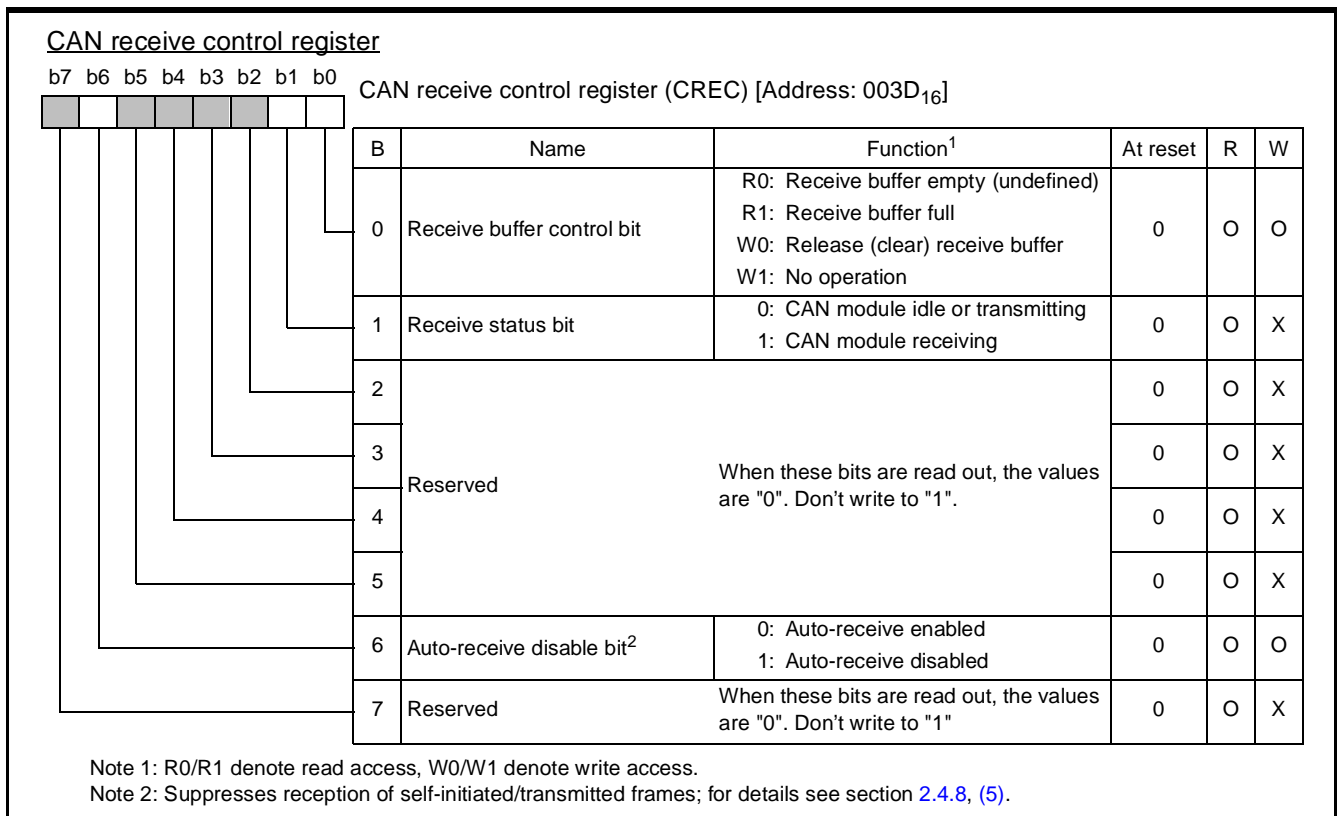 CAN receive control register
b7 b6 b5 b4 b3 b2 b1 b0
CAN receive control register (CREC) [Address: 003D16]
B Name Function1 At reset R W
0 Receive buffer control bit R0: Receive buffer empty (undefined) 0 O O
R1: Receive buffer full
W0: Release (clear) receive buffer
W1: No operation
1 Receive status bit 0: CAN module idle or transmitting 0 O X
1: CAN module receiving
2 0 O X
3 0 O X
Reserved When these bits are read out, the values
are "0". Don't write to "1".
4 0 O X
5 0 O X
6 Auto-receive disable bit2 0: Auto-receive enabled 0 O O
1: Auto-receive disabled
7 Reserved When these bits are read out, the values 0 O X
are "0". Don't write to "1"
Note 1: R0/R1 denote read access, W0/W1 denote write access.
Note 2: Suppresses reception of self-initiated/transmitted frames; for details see section 2.4.8, (5).